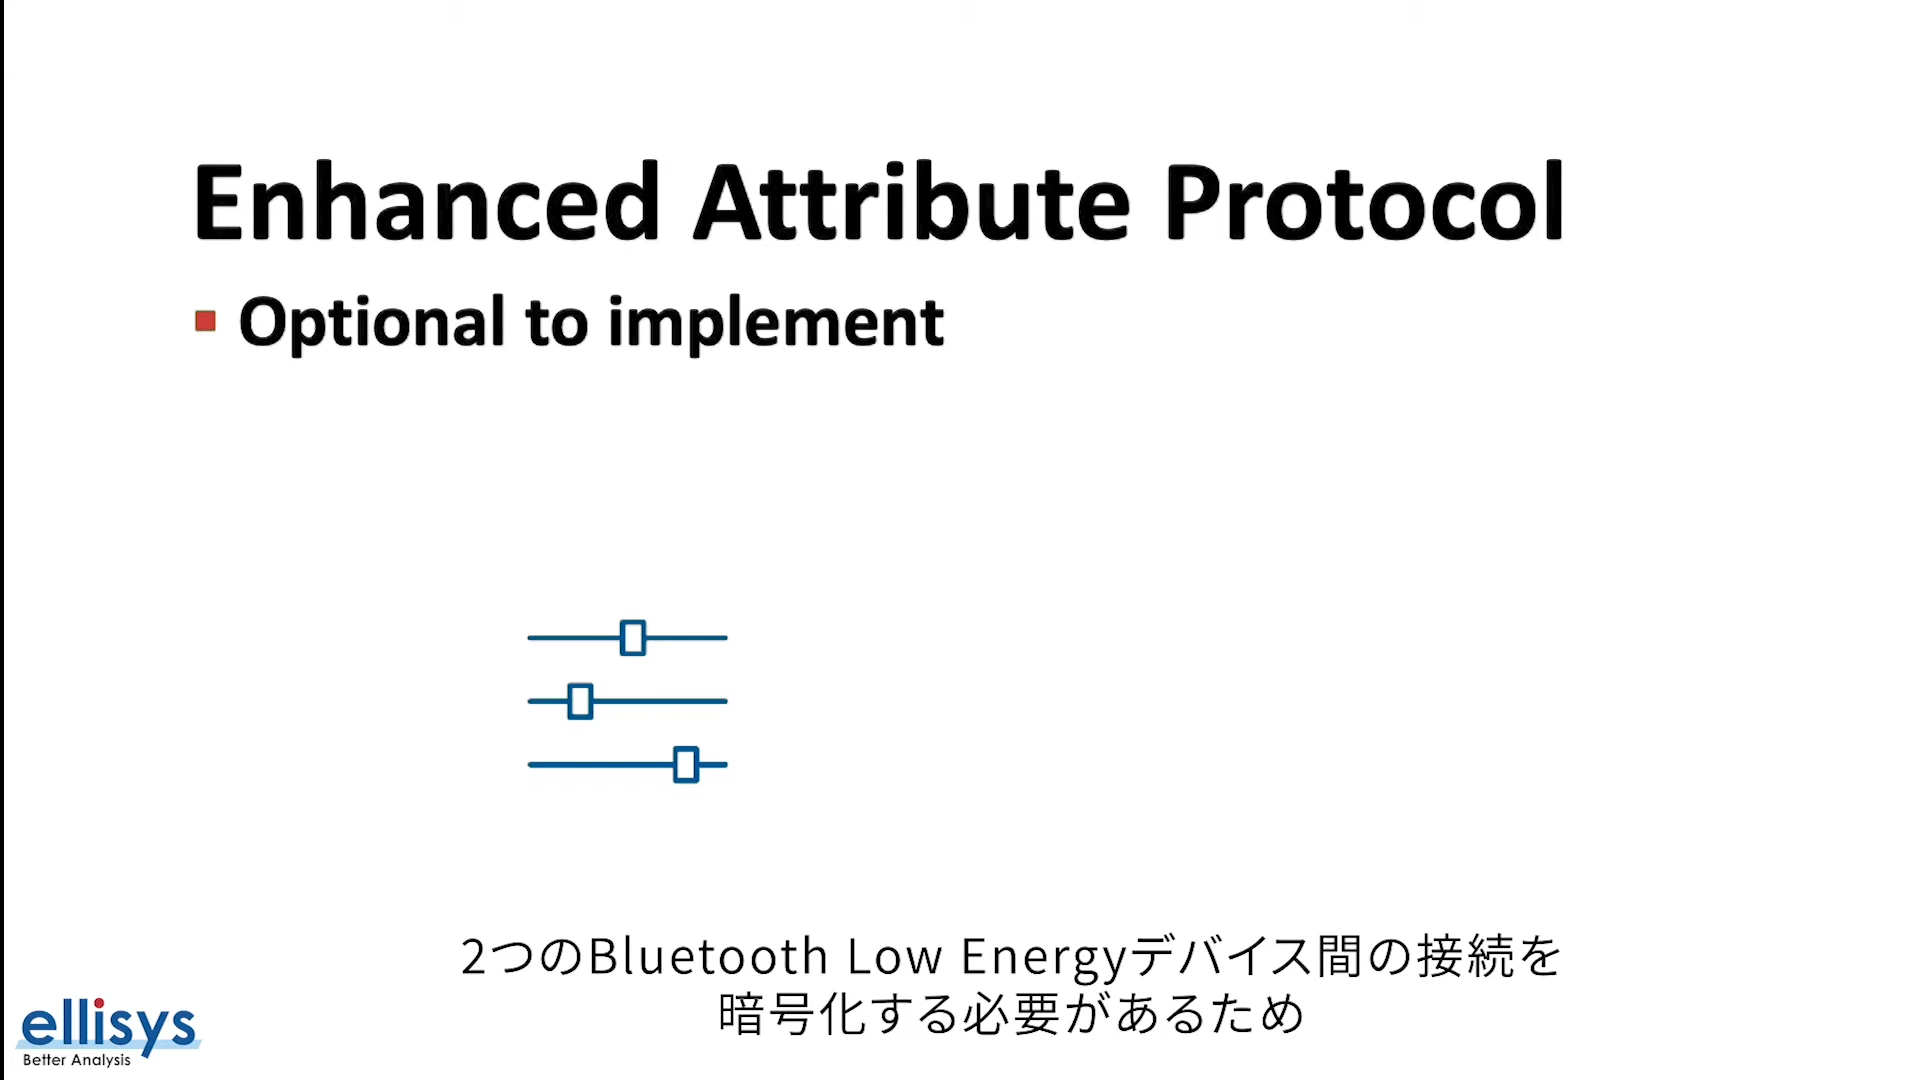 Enhanced Attribute Protocol
Optional to implement
2つのBluetooth Low Energyデバイス間の接続を
暗号化する必要があるため
ellisys
Better Analysis